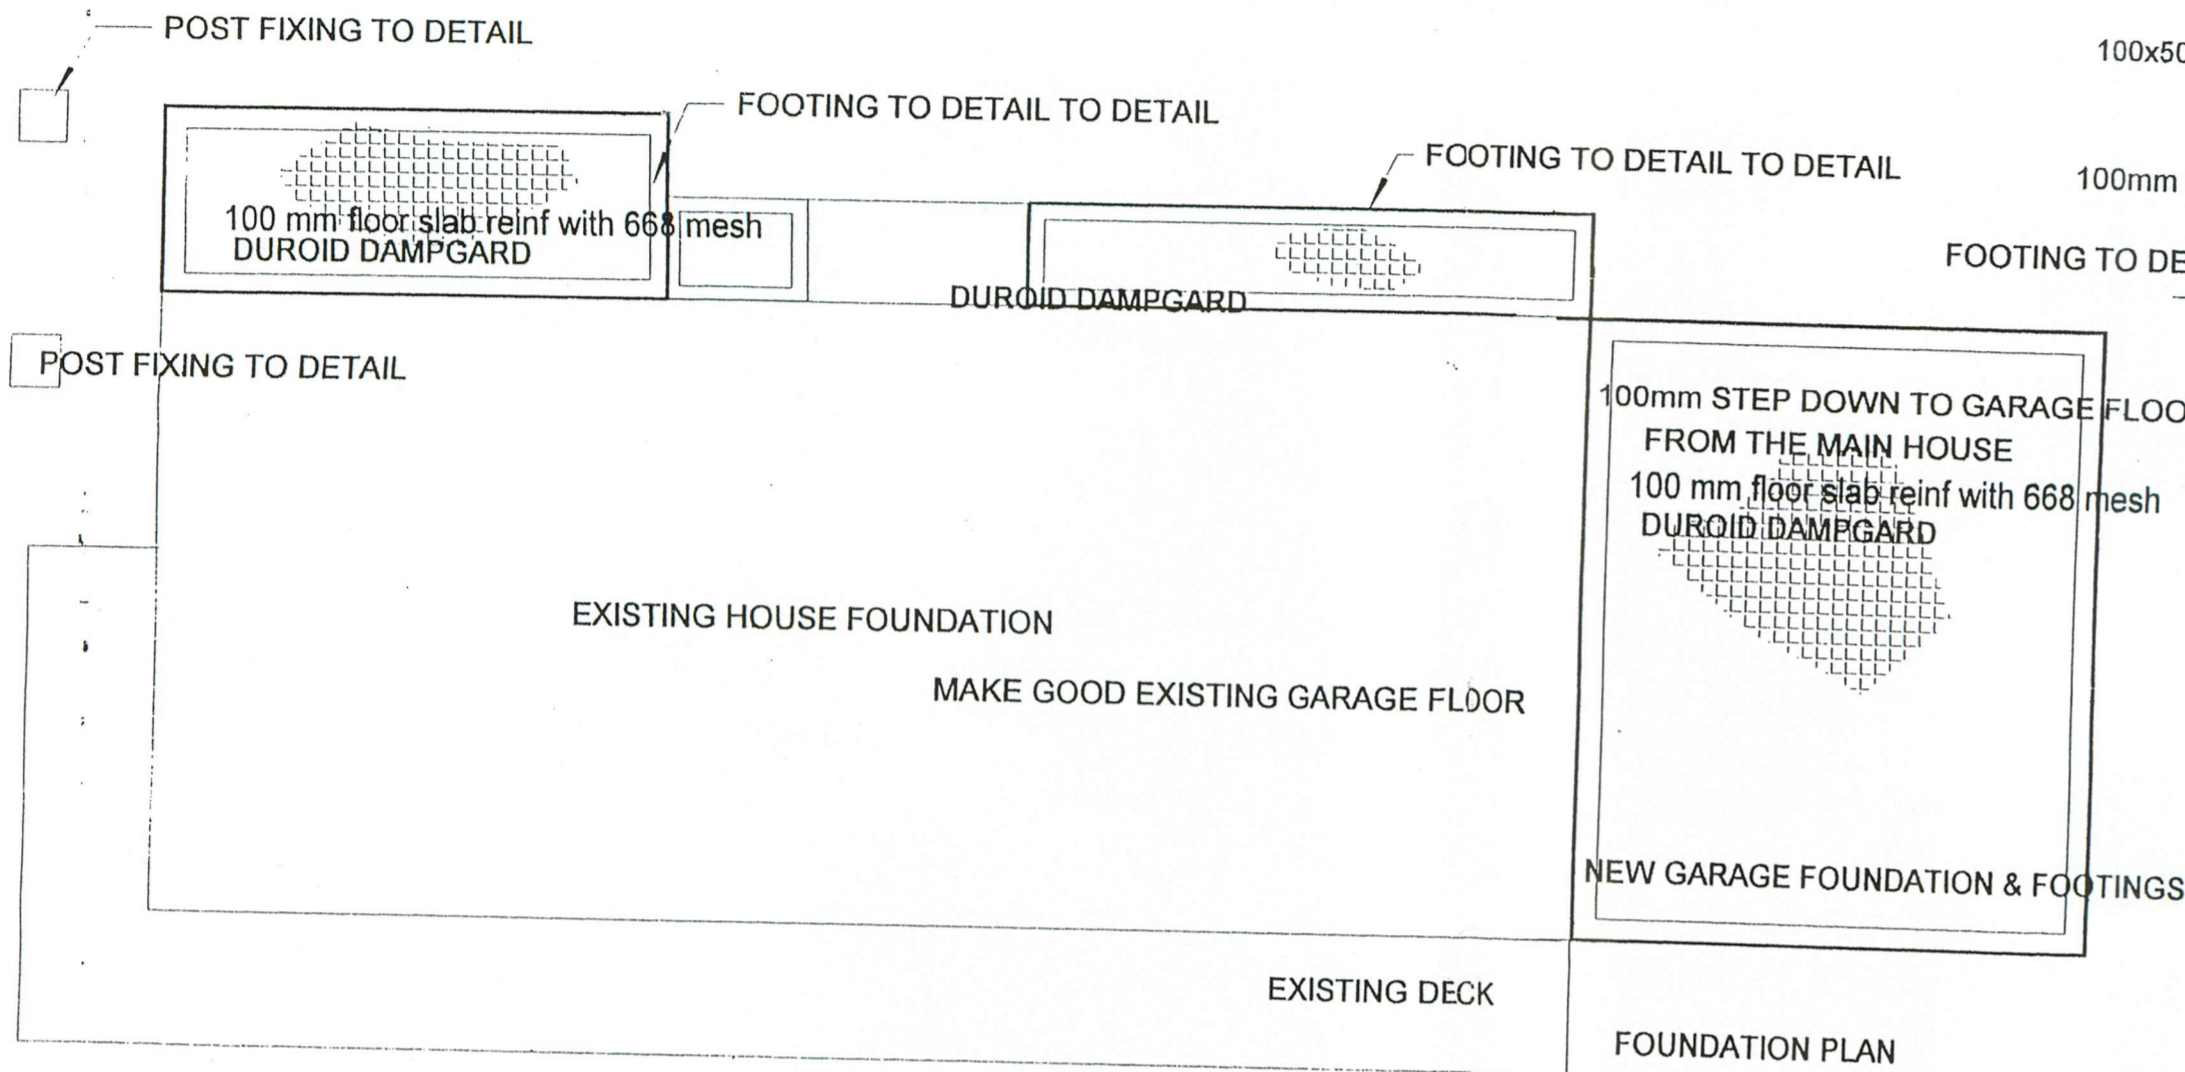 POST FIXING TO DETAIL
100x50
FOOTING TO DETAIL TO DETAIL
FOOTING TO DETAIL TO DETAIL
100mm
100 mm floor slab reinf with 668 mesh
DUROID DAMPGARD
FOOTING TO DE
DUROID DAMPGARD
POST FIXING TO DETAIL
100mm STEP DOWN TO GARAGE FLOO
FROM THE MAIN HOUSE
100 mm floor slab reinf with 668 mesh
DUROID DAMPGARD
EXISTING HOUSE FOUNDATION
MAKE GOOD EXISTING GARAGE FLOOR
NEW GARAGE FOUNDATION & FOOTINGS
EXISTING DECK
FOUNDATION PLAN